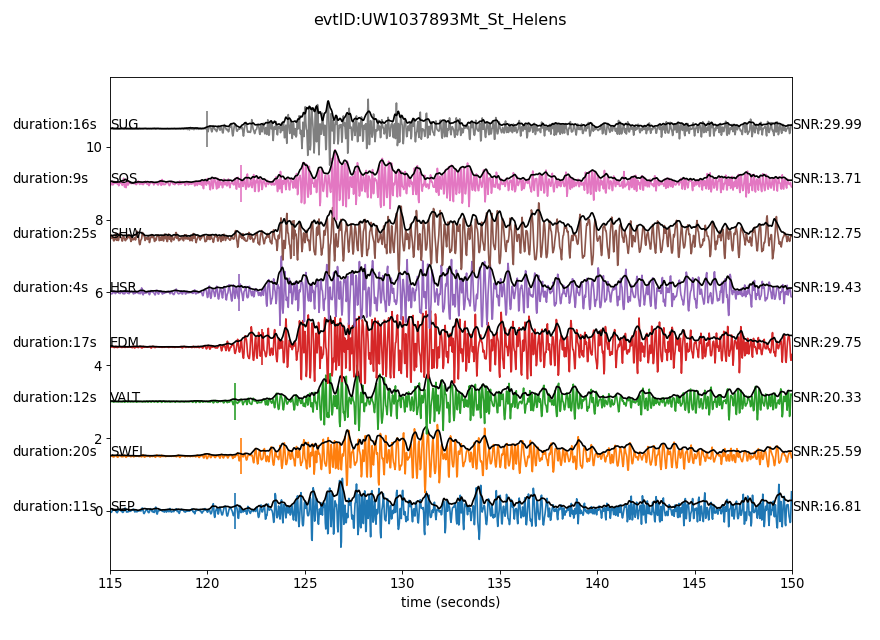 evtID:UW1037893Mt_St_Helens
duration:16s SUG SNR:29.99
10
duration:9s SOS SNR:13.71
8
duration:25s SHW SNR:12.75
duration:4s HSR SNR:19.43
6
duration:17s EDM SNR:29.75
4
duration:12s VALT SNR:20.33
2
duration:20s SWFL SNR:25.59
duration:11s SEP SNR:16.81
0
115 120 125 130 135 140 145 150
time (seconds)